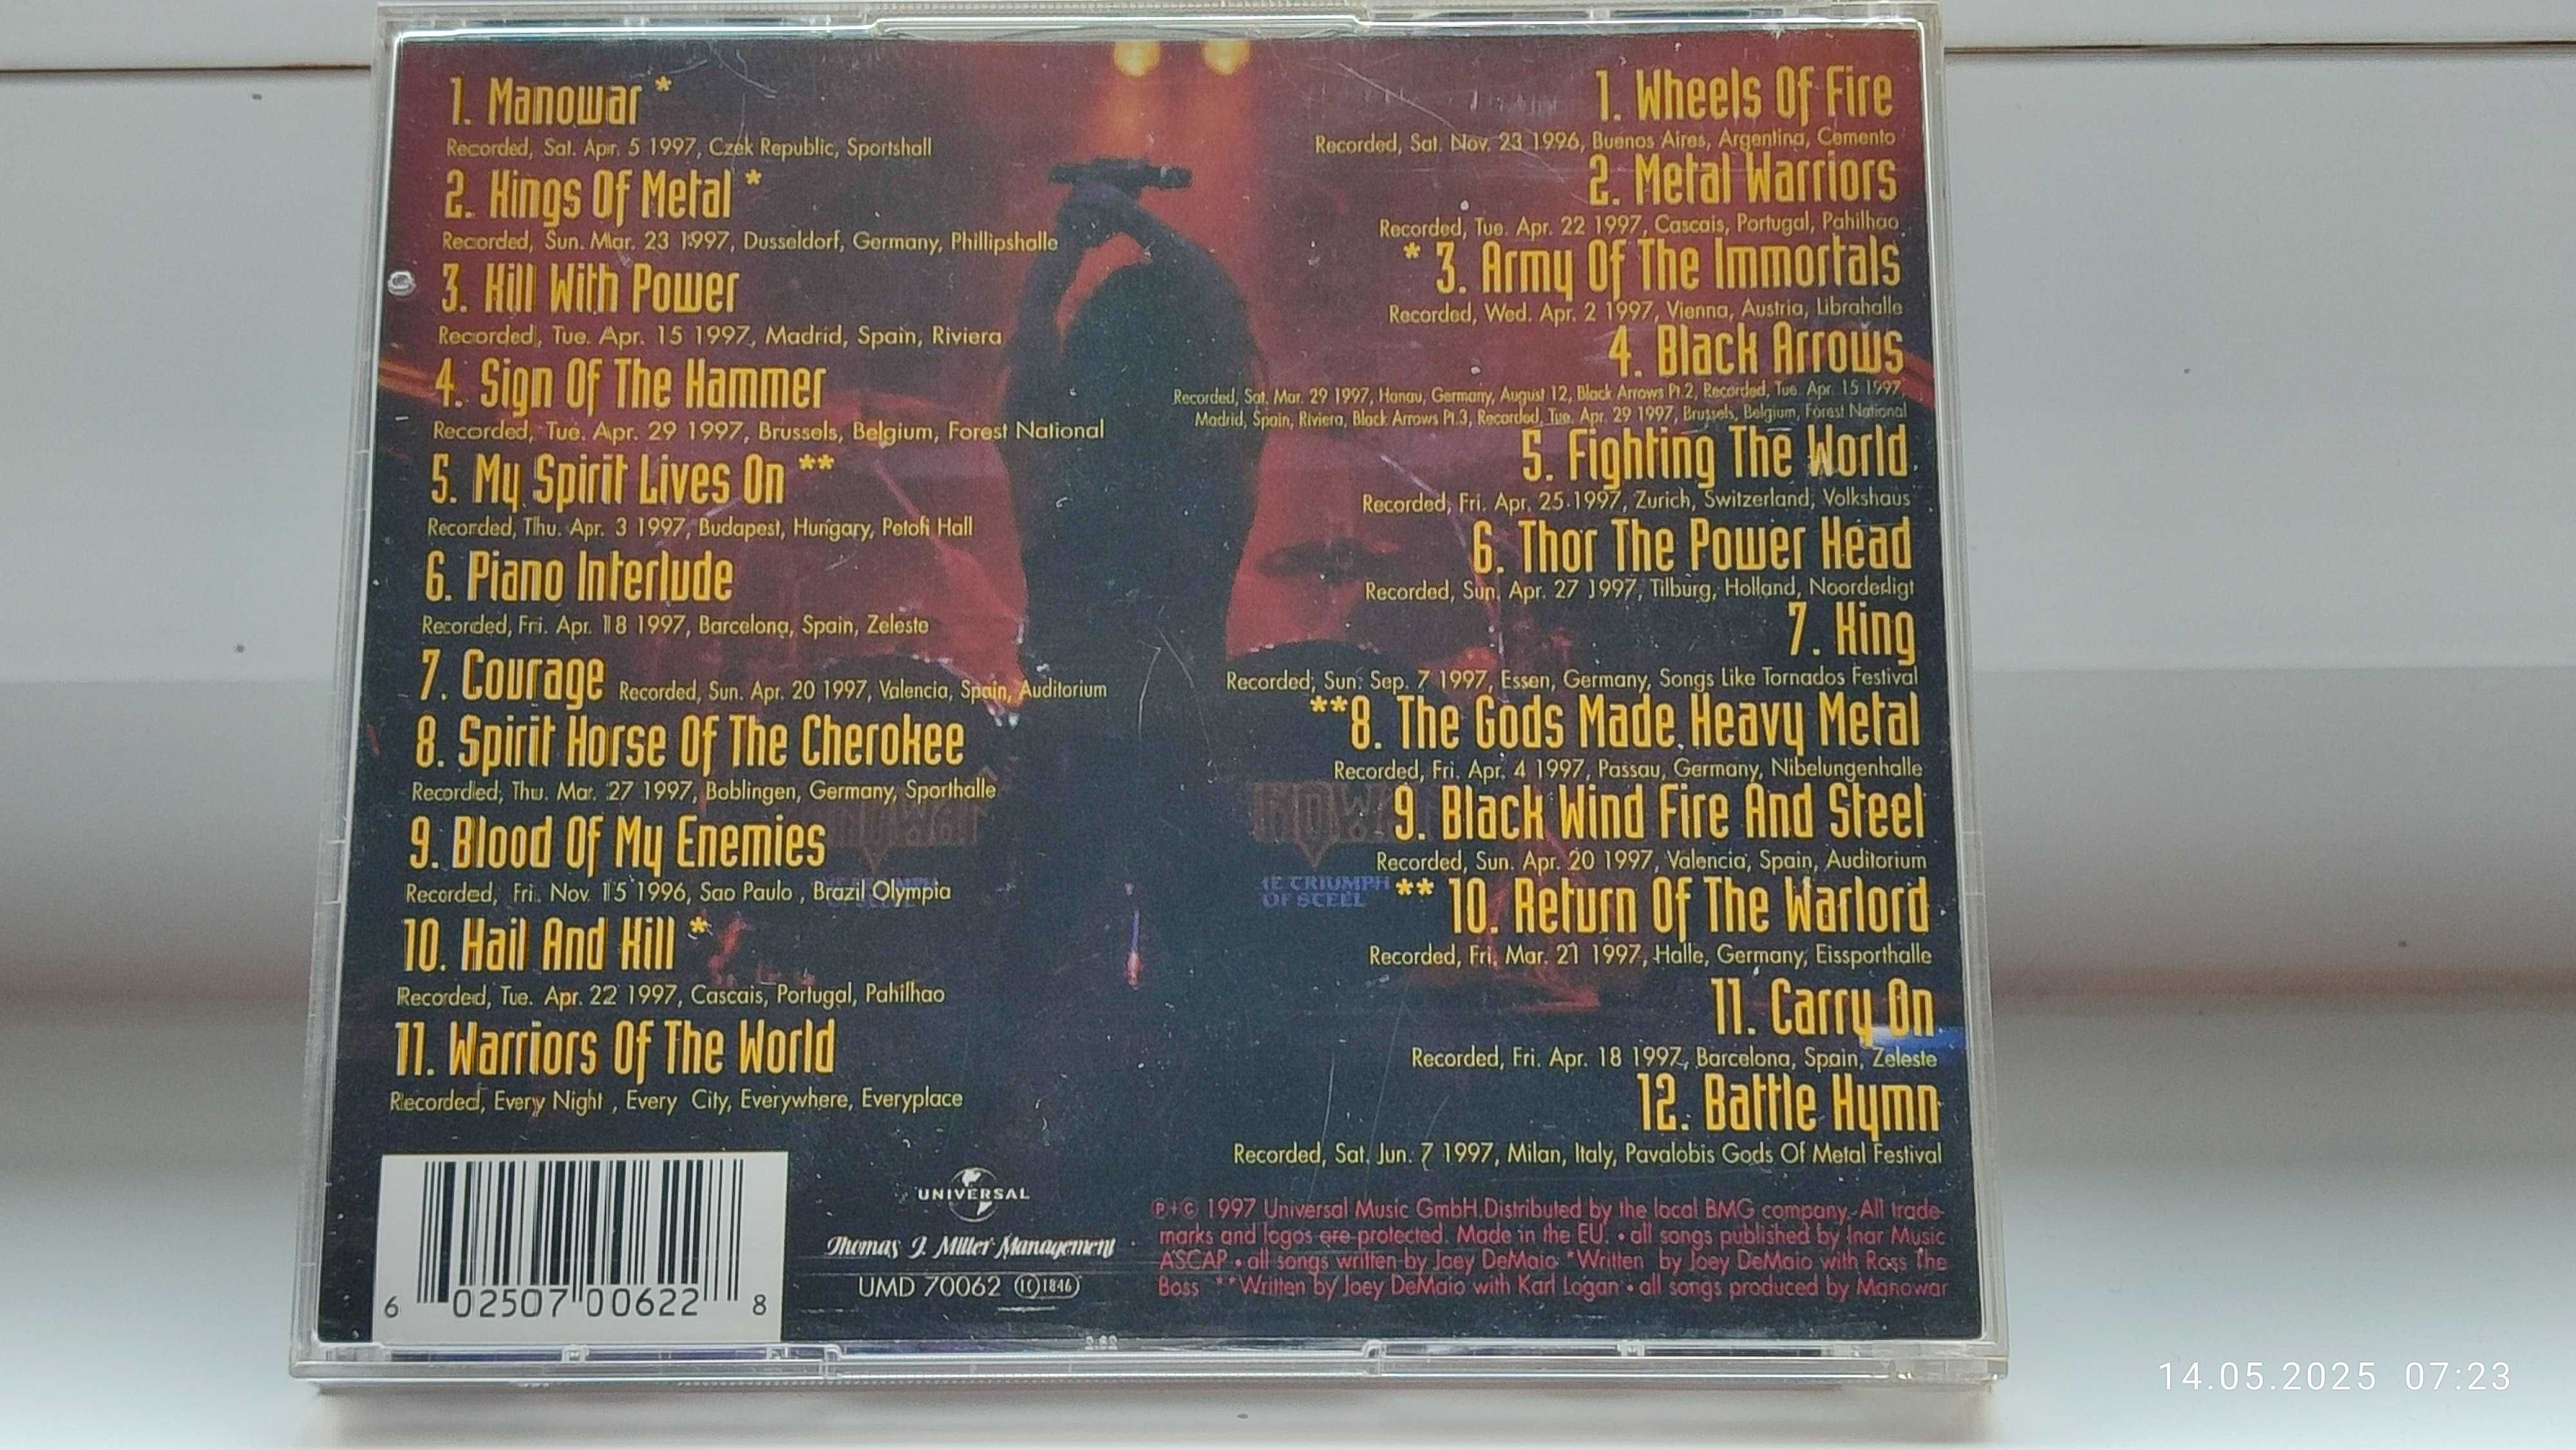 1. Manowar *
Recorded, Sat. Apr. 5 1997, Czek Republic, Sportshall
2. Kings Of Metal *
Recorded, Sun. Mar. 23 1997, Dusseldorf, Germany, Phillipshalle
3. Kill With Power
Recorded, Tue. Apr. 15 1997, Madrid, Spain, Riviera
4. Sign Of The Hammer
Recorded, Tue. Apr. 29 1997, Brussels, Belgium, Forest National
5. My Spirit Lives On **
Recorded, Thu. Apr. 3 1997, Budapest, Hungary, Petofi Hall
6. Piano Interlude
Recorded, Fri. Apr. 18 1997, Barcelona, Spain, Zeleste
7. Courage Recorded, Sun. Apr. 20 1997, Valencia, Spain, Auditorium
8. Spirit Horse Of The Cherokee
Recorded, Thu. Mar. 27 1997, Boblingen, Germany, Sporthalle
9. Blood Of My Enemies
Recorded, Fri. Nov. 15 1996, Sao Paulo , Brazil Olympia
10. Hail And Kill *
Recorded, Tue. Apr. 22 1997, Cascais, Portugal, Pahilhao
11. Warriors Of The World
Recorded, Every Night , Every City, Everywhere, Everyplace
1. Wheels Of Fire
Recorded, Sat. Nov. 23 1996, Buenos Aires, Argentina, Cemento
2. Metal Warriors
Recorded, Tue. Apr. 22 1997, Cascais, Portugal, Pahilhao
* 3. Army Of The Immortals
Recorded, Wed. Apr. 2 1997, Vienna, Austria, Librahalle
4. Black Arrows
Recorded, Sat. Mar. 29 1997, Hanau, Germany, August 12, Black Arrows Pt.2, Recorded, Tue. Apr. 15 1997,
Madrid, Spain, Riviera, Black Arrows Pt.3, Recorded, Tue. Apr. 29 1997, Brussels, Belgium, Forest National
5. Fighting The World
Recorded, Fri. Apr. 25 1997, Zurich, Switzerland, Volkshaus
6. Thor The Power Head
Recorded, Sun. Apr. 27 1997, Tilburg, Holland, Noorderligt
7. King
Recorded, Sun. Sep. 7 1997, Essen, Germany, Songs Like Tornados Festival
**8. The Gods Made Heavy Metal
Recorded, Fri. Apr. 4 1997, Passau, Germany, Nibelungenhalle
9. Black Wind Fire And Steel
Recorded, Sun. Apr. 20 1997, Valencia, Spain, Auditorium
IE TRIUMPH
OF STEEL
** 10. Return Of The Warlord
Recorded, Fri. Mar. 21 1997, Halle, Germany, Eissporthalle
11. Carry On
Recorded, Fri. Apr. 18 1997, Barcelona, Spain, Zeleste
12. Battle Hymn
Recorded, Sat. Jun. 7 1997, Milan, Italy, Pavalobis Gods Of Metal Festival
6 02507 00622 8
UNIVERSAL
Thomas J. Miller Management
UMD 70062 LC 1846
℗+© 1997 Universal Music GmbH. Distributed by the local BMG company. All trade-
marks and logos are protected. Made in the EU. • all songs published by Inar Music
ASCAP • all songs written by Joey DeMaio *Written by Joey DeMaio with Ross The
Boss **Written by Joey DeMaio with Karl Logan • all songs produced by Manowar
14.05.2025 07:23